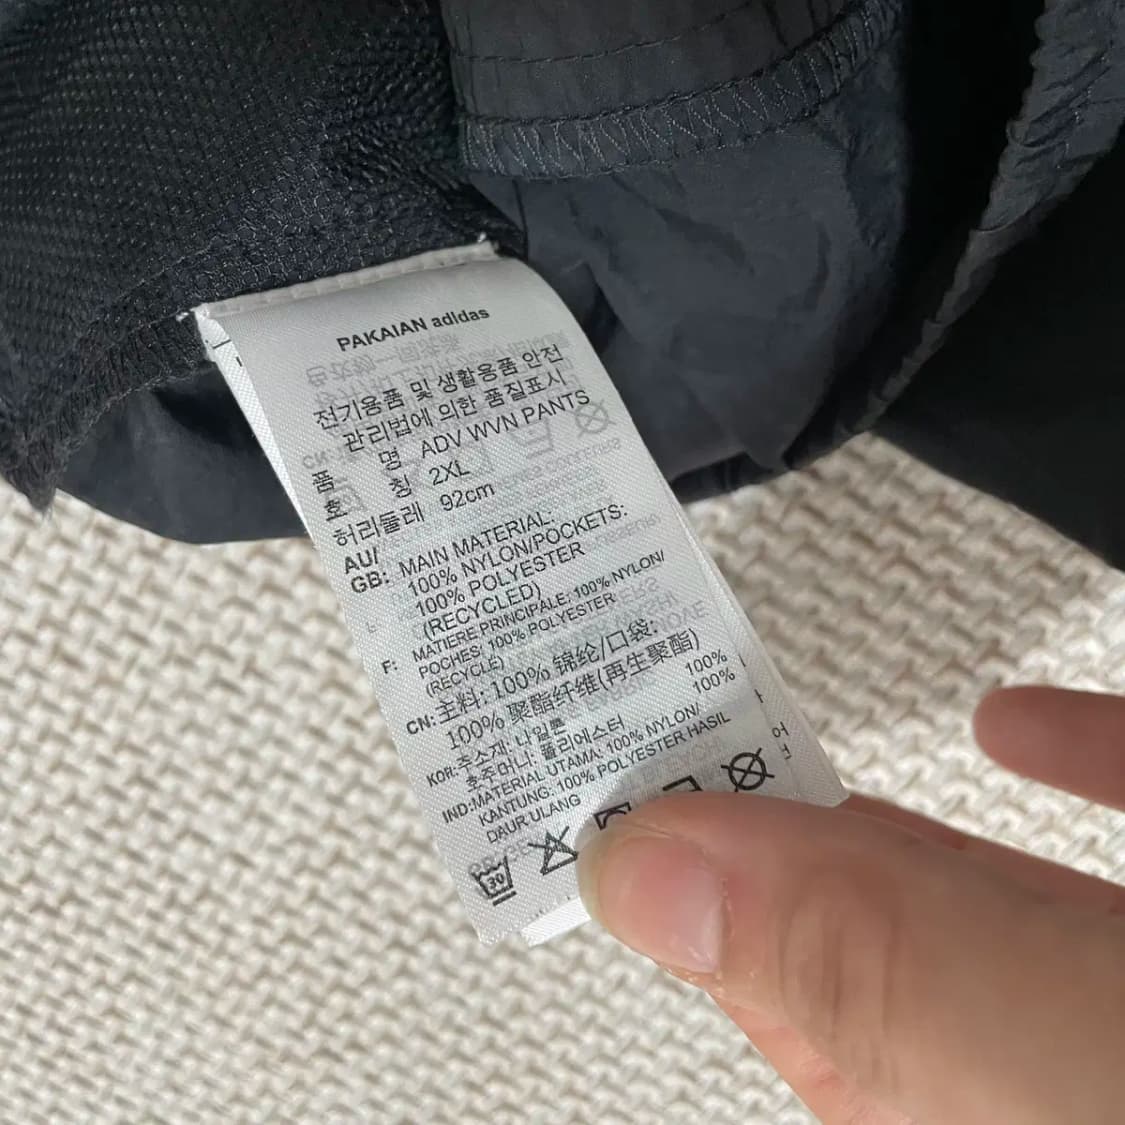 PAKAIAN adidas
전기용품 및 생활용품 안전
관리법에 의한 품질표시
품 명 ADV WVN PANTS
호 칭 2XL
허리둘레 92cm
AU/
GB: MAIN MATERIAL:
100% NYLON/POCKETS:
100% POLYESTER
(RECYCLED)
F: MATIERE PRINCIPALE: 100% NYLON/
POCHES: 100% POLYESTER
(RECYCLE)
CN: 主料: 100% 锦纶/口袋:
100% 聚酯纤维(再生聚酯)
KOR: 주소재: 나일론 100%
호주머니: 폴리에스터 100%
IND: MATERIAL UTAMA: 100% NYLON/
KANTUNG: 100% POLYESTER HASIL
DAUR ULANG
30